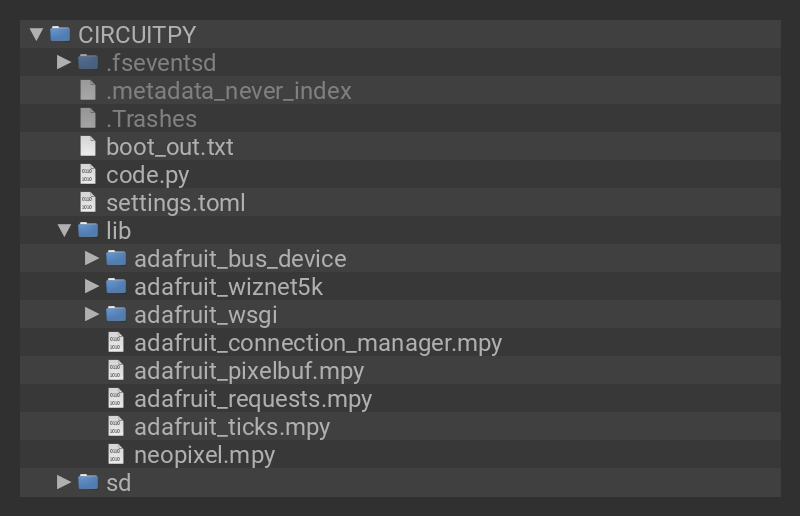 CIRCUITPY
.fseventsd
.metadata_never_index
.Trashes
boot_out.txt
code.py
settings.toml
lib
adafruit_bus_device
adafruit_wiznet5k
adafruit_wsgi
adafruit_connection_manager.mpy
adafruit_pixelbuf.mpy
adafruit_requests.mpy
adafruit_ticks.mpy
neopixel.mpy
sd